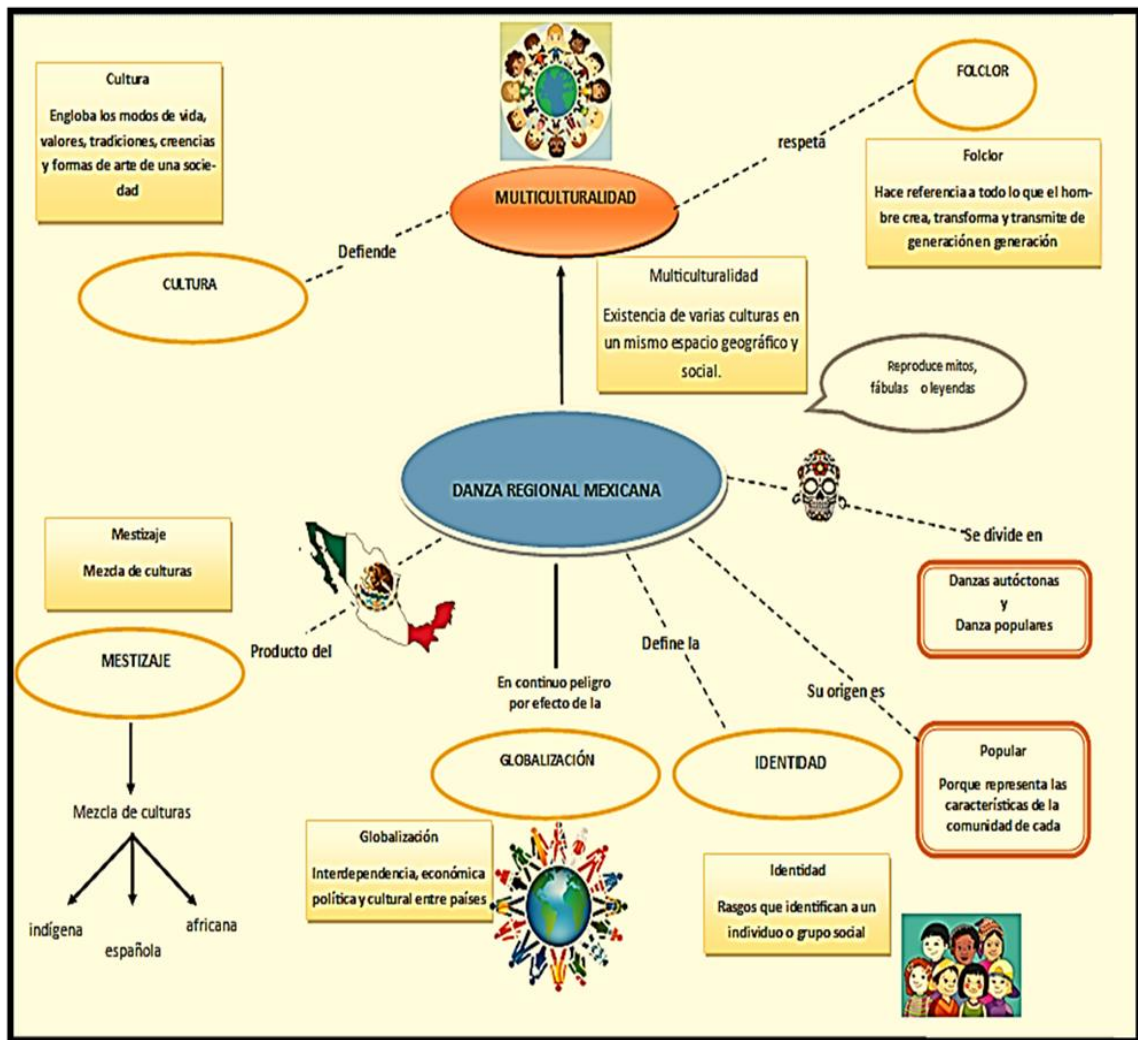 Cultura
Engloba los modos de vida,
valores, tradiciones, creencias
y formas de arte de una socie-
dad
CULTURA
Defiende
MULTICULTURALIDAD
respeta
FOLCLOR
Folclor
Hace referencia a todo lo que el hom-
bre crea, transforma y transmite de
generación en generación
Multiculturalidad
Existencia de varias culturas en
un mismo espacio geográfico y
social.
Reproduce mitos,
fábulas o leyendas
DANZA REGIONAL MEXICANA
Se divide en
Danzas autóctonas
y
Danza populares
Mestizaje
Mezcla de culturas
MESTIZAJE
Producto del
Mezcla de culturas
indígena
española
africana
En continuo peligro
por efecto de la
GLOBALIZACIÓN
Globalización
Interdependencia, económica
política y cultural entre países
Define la
IDENTIDAD
Identidad
Rasgos que identifican a un
individuo o grupo social
Su origen es
Popular
Porque representa las
características de la
comunidad de cada